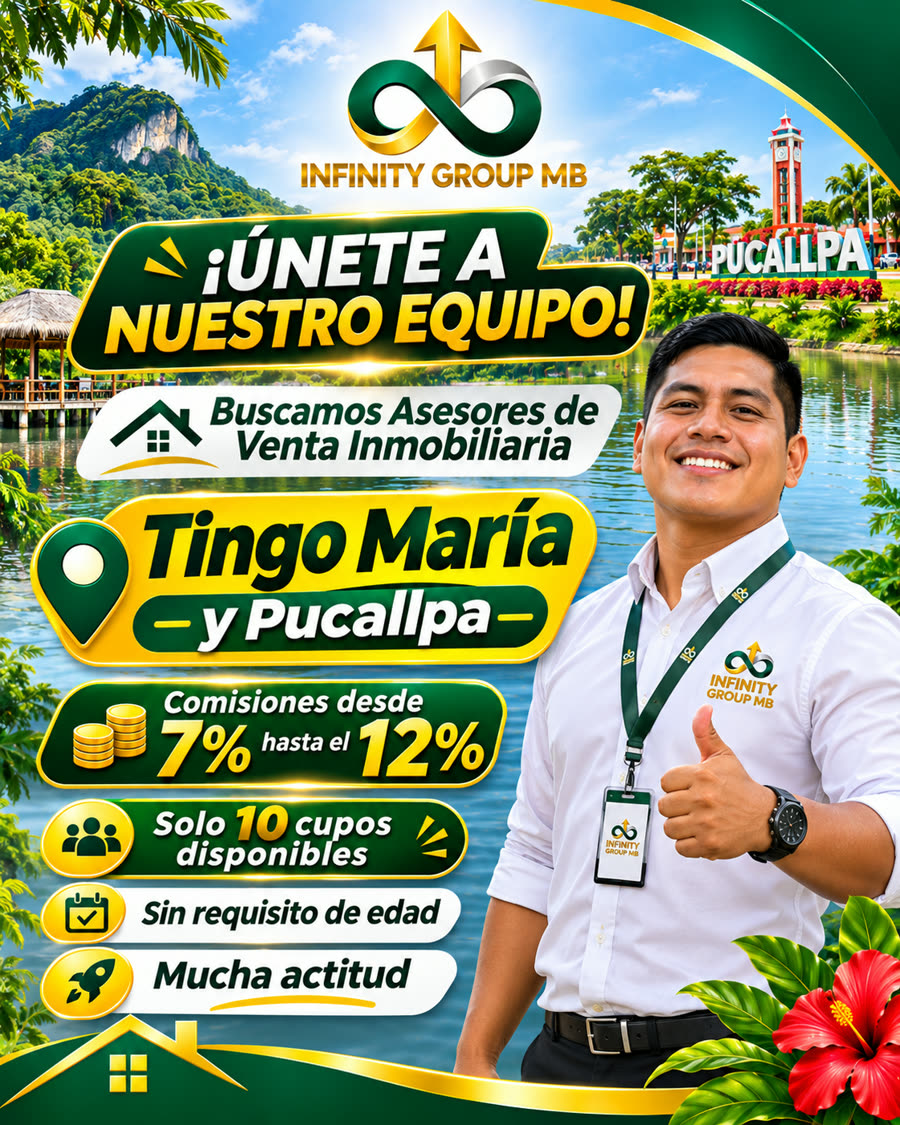 INFINITY GROUP MB
¡ÚNETE A
NUESTRO EQUIPO!
PUCALLPA
Buscamos Asesores de
Venta Inmobiliaria
Tingo María
y Pucallpa
Comisiones desde
7% hasta el 12%
Solo 10 cupos
disponibles
Sin requisito de edad
Mucha actitud
INFINITY
GROUP MB
INFINITY
GROUP MB